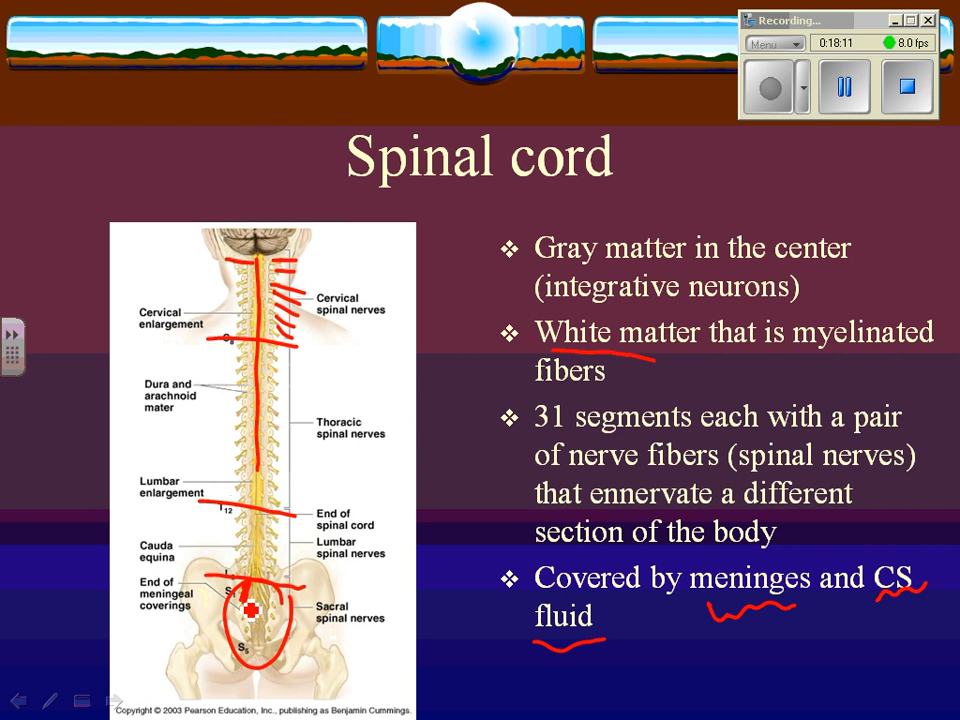 Recording...
Menu
0:18:11
8.0 fps
Spinal cord
Gray matter in the center
(integrative neurons)
White matter that is myelinated
fibers
31 segments each with a pair
of nerve fibers (spinal nerves)
that ennervate a different
section of the body
Covered by meninges and CS
fluid
Cervical
enlargement
Dura and
arachnoid
mater
Lumbar
enlargement
Cauda
equina
End of
meningeal
coverings
C8
T12
S1
S5
Cervical
spinal nerves
Thoracic
spinal nerves
End of
spinal cord
Lumbar
spinal nerves
Sacral
spinal nerves
Copyright © 2003 Pearson Education, Inc., publishing as Benjamin Cummings.